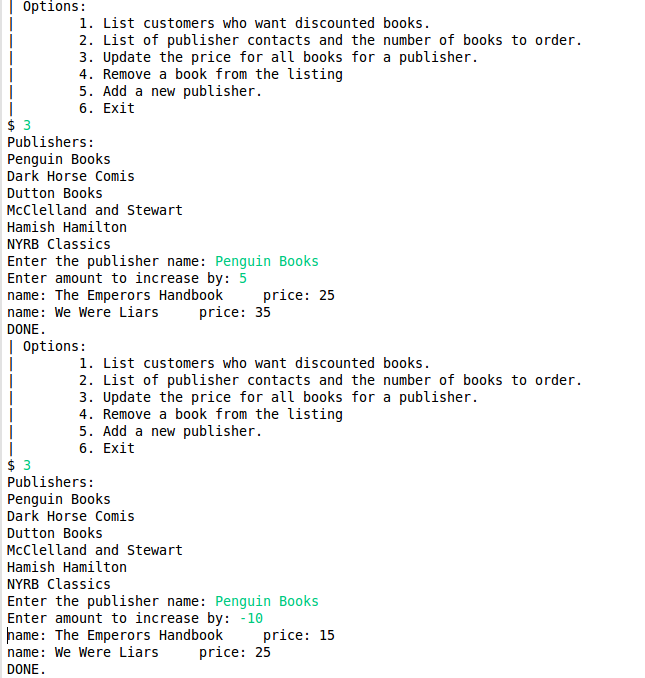 | Options:
|        1. List customers who want discounted books.
|        2. List of publisher contacts and the number of books to order.
|        3. Update the price for all books for a publisher.
|        4. Remove a book from the listing
|        5. Add a new publisher.
|        6. Exit
$ 3
Publishers:
Penguin Books
Dark Horse Comis
Dutton Books
McClelland and Stewart
Hamish Hamilton
NYRB Classics
Enter the publisher name: Penguin Books
Enter amount to increase by: 5
name: The Emperors Handbook     price: 25
name: We Were Liars     price: 35
DONE.
| Options:
|        1. List customers who want discounted books.
|        2. List of publisher contacts and the number of books to order.
|        3. Update the price for all books for a publisher.
|        4. Remove a book from the listing
|        5. Add a new publisher.
|        6. Exit
$ 3
Publishers:
Penguin Books
Dark Horse Comis
Dutton Books
McClelland and Stewart
Hamish Hamilton
NYRB Classics
Enter the publisher name: Penguin Books
Enter amount to increase by: -10
name: The Emperors Handbook     price: 15
name: We Were Liars     price: 25
DONE.